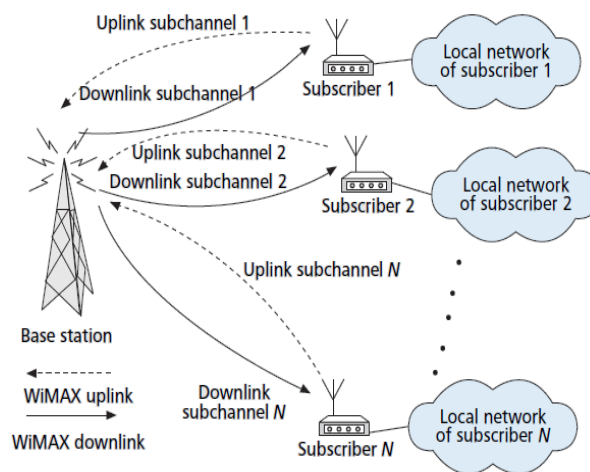 Uplink subchannel 1
Downlink subchannel 1
Subscriber 1
Local network
of subscriber 1
Uplink subchannel 2
Downlink subchannel 2
Subscriber 2
Local network
of subscriber 2
Uplink subchannel N
Base station
WiMAX uplink
WiMAX downlink
Downlink
subchannel N
Subscriber N
Local network
of subscriber N